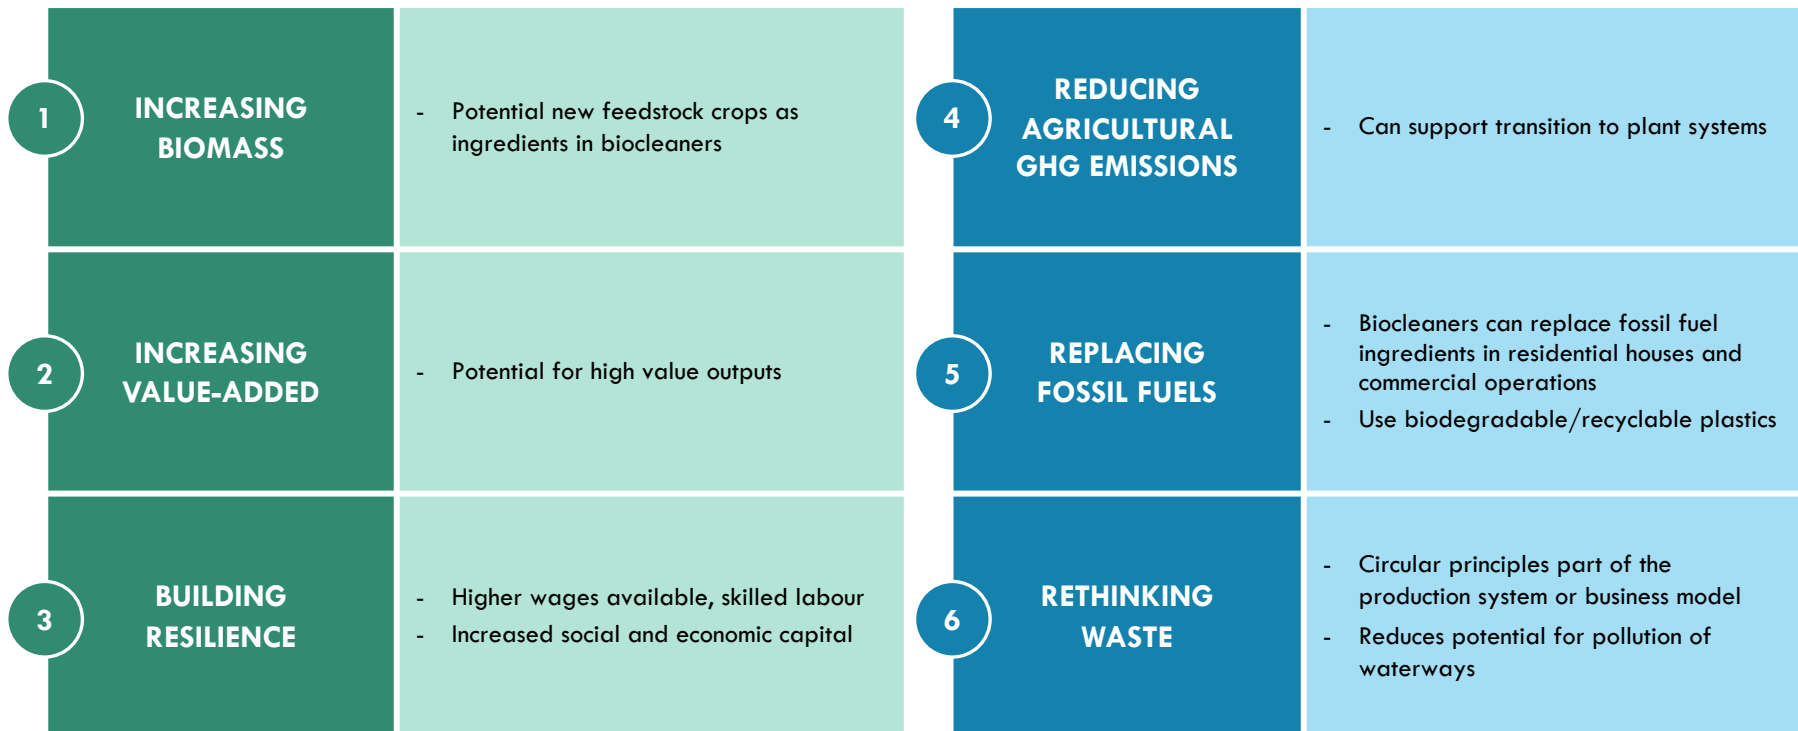 1
INCREASING
BIOMASS
- Potential new feedstock crops as
ingredients in biocleaners
2
INCREASING
VALUE-ADDED
- Potential for high value outputs
3
BUILDING
RESILIENCE
- Higher wages available, skilled labour
- Increased social and economic capital
4
REDUCING
AGRICULTURAL
GHG EMISSIONS
- Can support transition to plant systems
5
REPLACING
FOSSIL FUELS
- Biocleaners can replace fossil fuel
ingredients in residential houses and
commercial operations
- Use biodegradable/recyclable plastics
6
RETHINKING
WASTE
- Circular principles part of the
production system or business model
- Reduces potential for pollution of
waterways